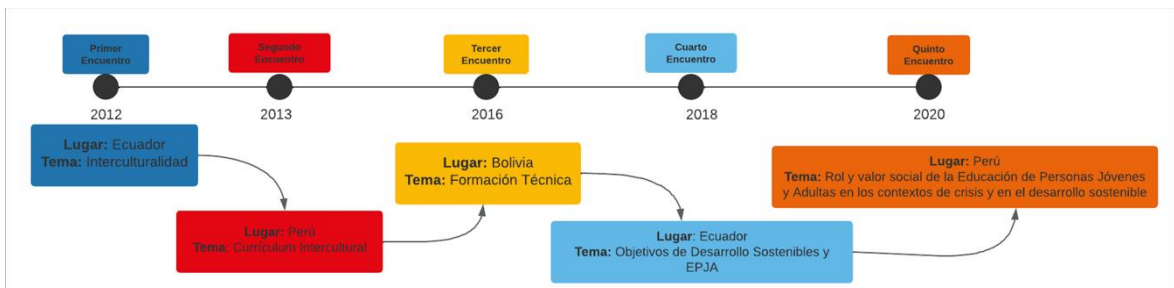 Primer
Encuentro
Segundo
Encuentro
Tercer
Encuentro
Cuarto
Encuentro
Quinto
Encuentro
2012
2013
2016
2018
2020
Lugar: Ecuador
Tema: Interculturalidad
Lugar: Perú
Tema: Currículum Intercultural
Lugar: Bolivia
Tema: Formación Técnica
Lugar: Ecuador
Tema: Objetivos de Desarrollo Sostenibles y
EPJA
Lugar: Perú
Tema: Rol y valor social de la Educación de Personas Jóvenes
y Adultas en los contextos de crisis y en el desarrollo sostenible